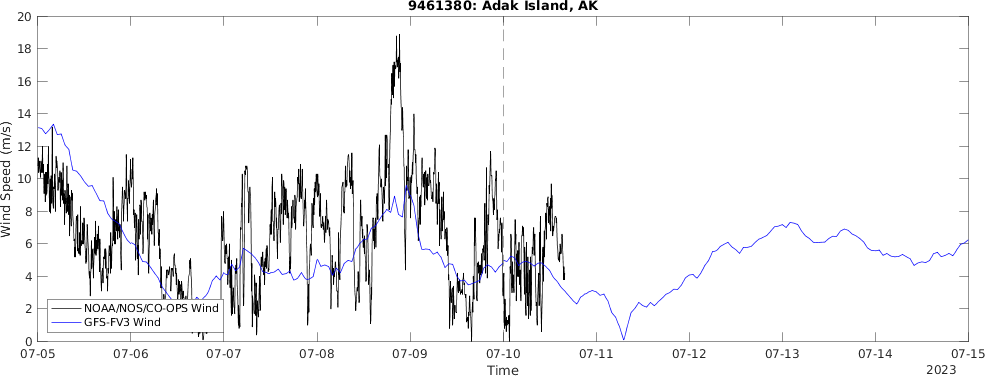 9461380: Adak Island, AK
Wind Speed (m/s)
20
18
16
14
12
10
8
6
4
2
0
NOAA/NOS/CO-OPS Wind
GFS-FV3 Wind
07-05 07-06 07-07 07-08 07-09 07-10 07-11 07-12 07-13 07-14 07-15
Time
2023